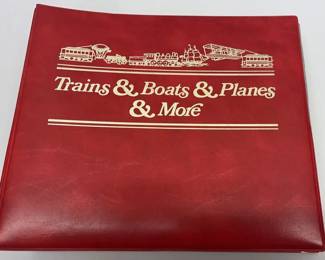 Trains & Boats & Planes
& More